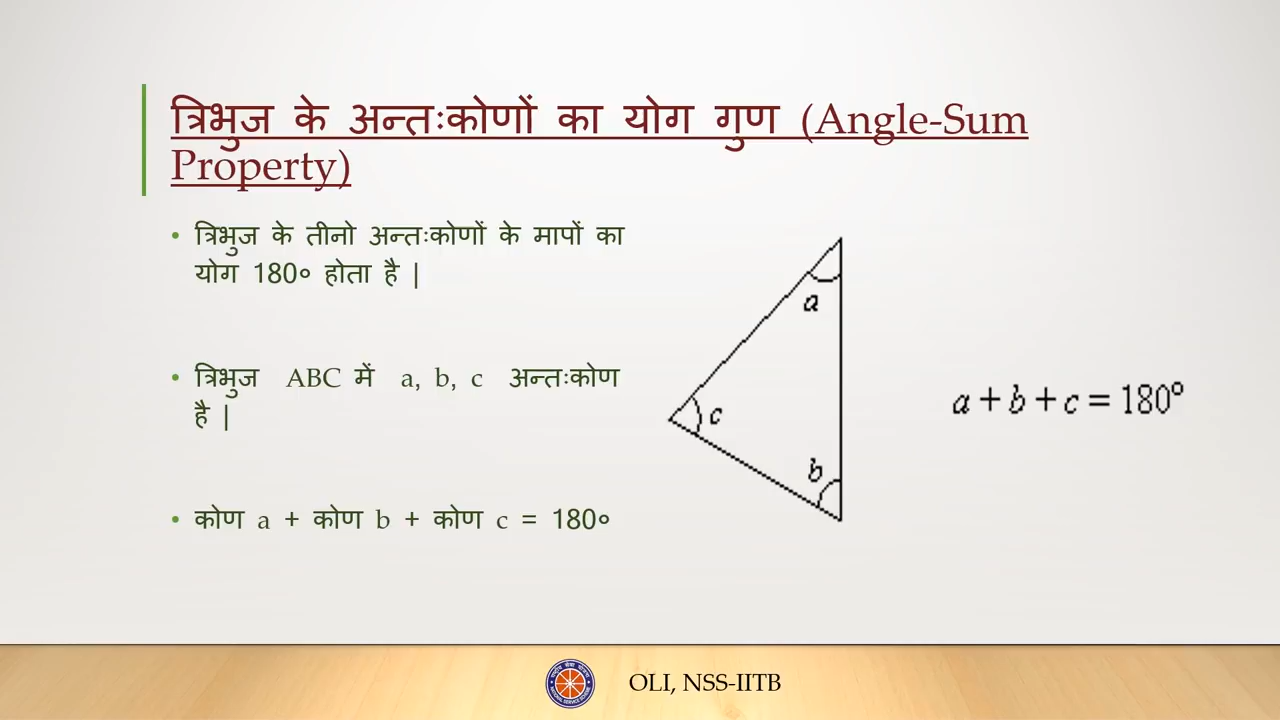 त्रिभुज के अन्तःकोणों का योग गुण (Angle-Sum
Property)
• त्रिभुज के तीनो अन्तःकोणों के मापों का
योग 180० होता है |
• त्रिभुज ABC में a, b, c अन्तःकोण
है |
• कोण a + कोण b + कोण c = 180०
a
c
b
a + b + c = 180°
OLI, NSS-IITB